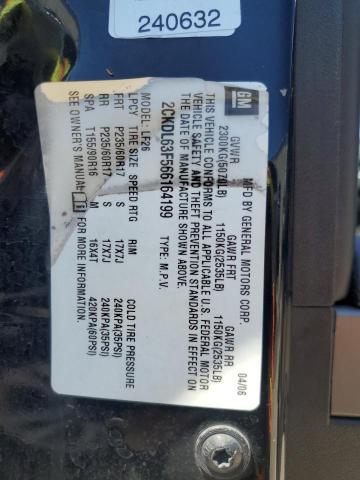 240632
GM
MFD BY GENERAL MOTORS CORP. 04/06
GVWR GAWR FRT GAWR RR
2300KG(5070LB) 1150KG(2535LB) 1150KG(2535LB)
THIS VEHICLE CONFORMS TO ALL APPLICABLE U.S. FEDERAL MOTOR
VEHICLE SAFETY AND THEFT PREVENTION STANDARDS IN EFFECT ON
THE DATE OF MANUFACTURE SHOWN ABOVE.
2CKDL63F566164199 TYPE: M.P.V.
MODEL: LF26
LPCY TIRE SIZE SPEED RTG RIM COLD TIRE PRESSURE
FRT P235/60R17 S 17X7J 240KPA(35PSI)
RR P235/60R17 S 17X7J 240KPA(35PSI)
SPA T155/90R16 M 16X4T 420KPA(60PSI)
SEE OWNER'S MANUAL FOR MORE INFORMATION.